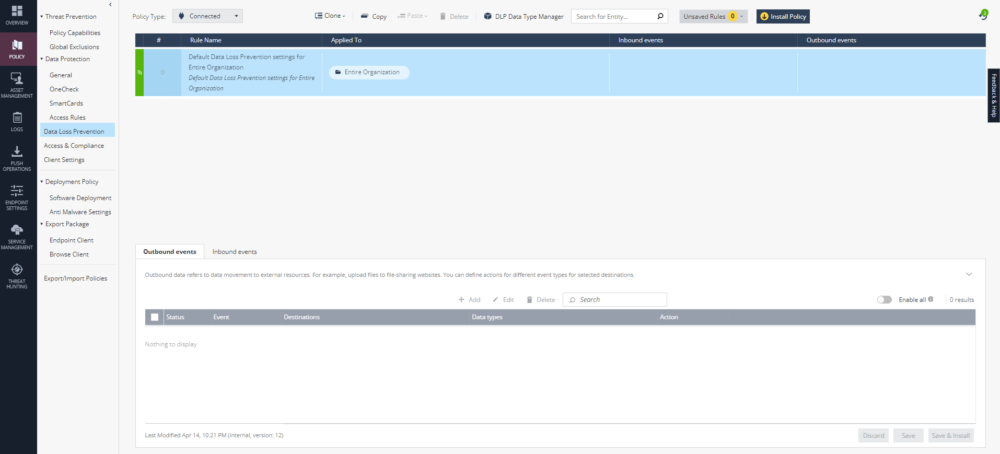 OVERVIEW
POLICY
ASSET
MANAGEMENT
LOGS
PUSH
OPERATIONS
ENDPOINT
SETTINGS
SERVICE
MANAGEMENT
THREAT
HUNTING
Threat Prevention
Policy Capabilities
Global Exclusions
Data Protection
General
OneCheck
SmartCards
Access Rules
Data Loss Prevention
Access & Compliance
Client Settings
Deployment Policy
Software Deployment
Anti Malware Settings
Export Package
Endpoint Client
Browse Client
Export/Import Policies
Policy Type: Connected Clone Copy Paste Delete DLP Data Type Manager Search for Entity... Unsaved Rules 0 Install Policy 2
# Rule Name Applied To Inbound events Outbound events
Default Data Loss Prevention settings for
Entire Organization
0 Entire Organization
Default Data Loss Prevention settings for Entire
Organization
Feedback & Help
Outbound events Inbound events
Outbound data refers to data movement to external resources. For example, upload files to file-sharing websites. You can define actions for different event types for selected destinations.
Add Edit Delete Search Enable all 0 results
Status Event Destinations Data types Action
Nothing to display
Last Modified Apr 14, 10:21 PM (internal, version: 12)
Discard Save Save & Install